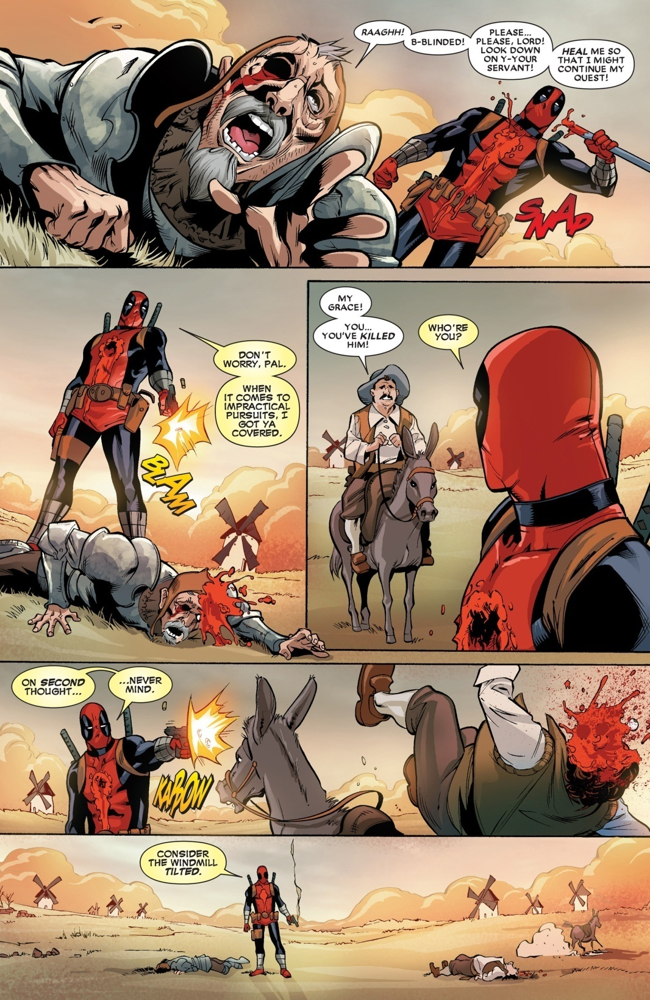 RAAGHH!
B-BLINDED!
PLEASE...
PLEASE, LORD!
LOOK DOWN
ON Y-YOUR
SERVANT!
HEAL ME SO
THAT I MIGHT
CONTINUE MY
QUEST!
SNAP
DON'T
WORRY, PAL.
WHEN
IT COMES TO
IMPRACTICAL
PURSUITS, I
GOT YA
COVERED.
BLAM
MY
GRACE!
YOU...
YOU'VE KILLED
HIM!
WHO'RE
YOU?
ON SECOND
THOUGHT...
...NEVER
MIND.
KAPOW
CONSIDER
THE WINDMILL
TILTED.